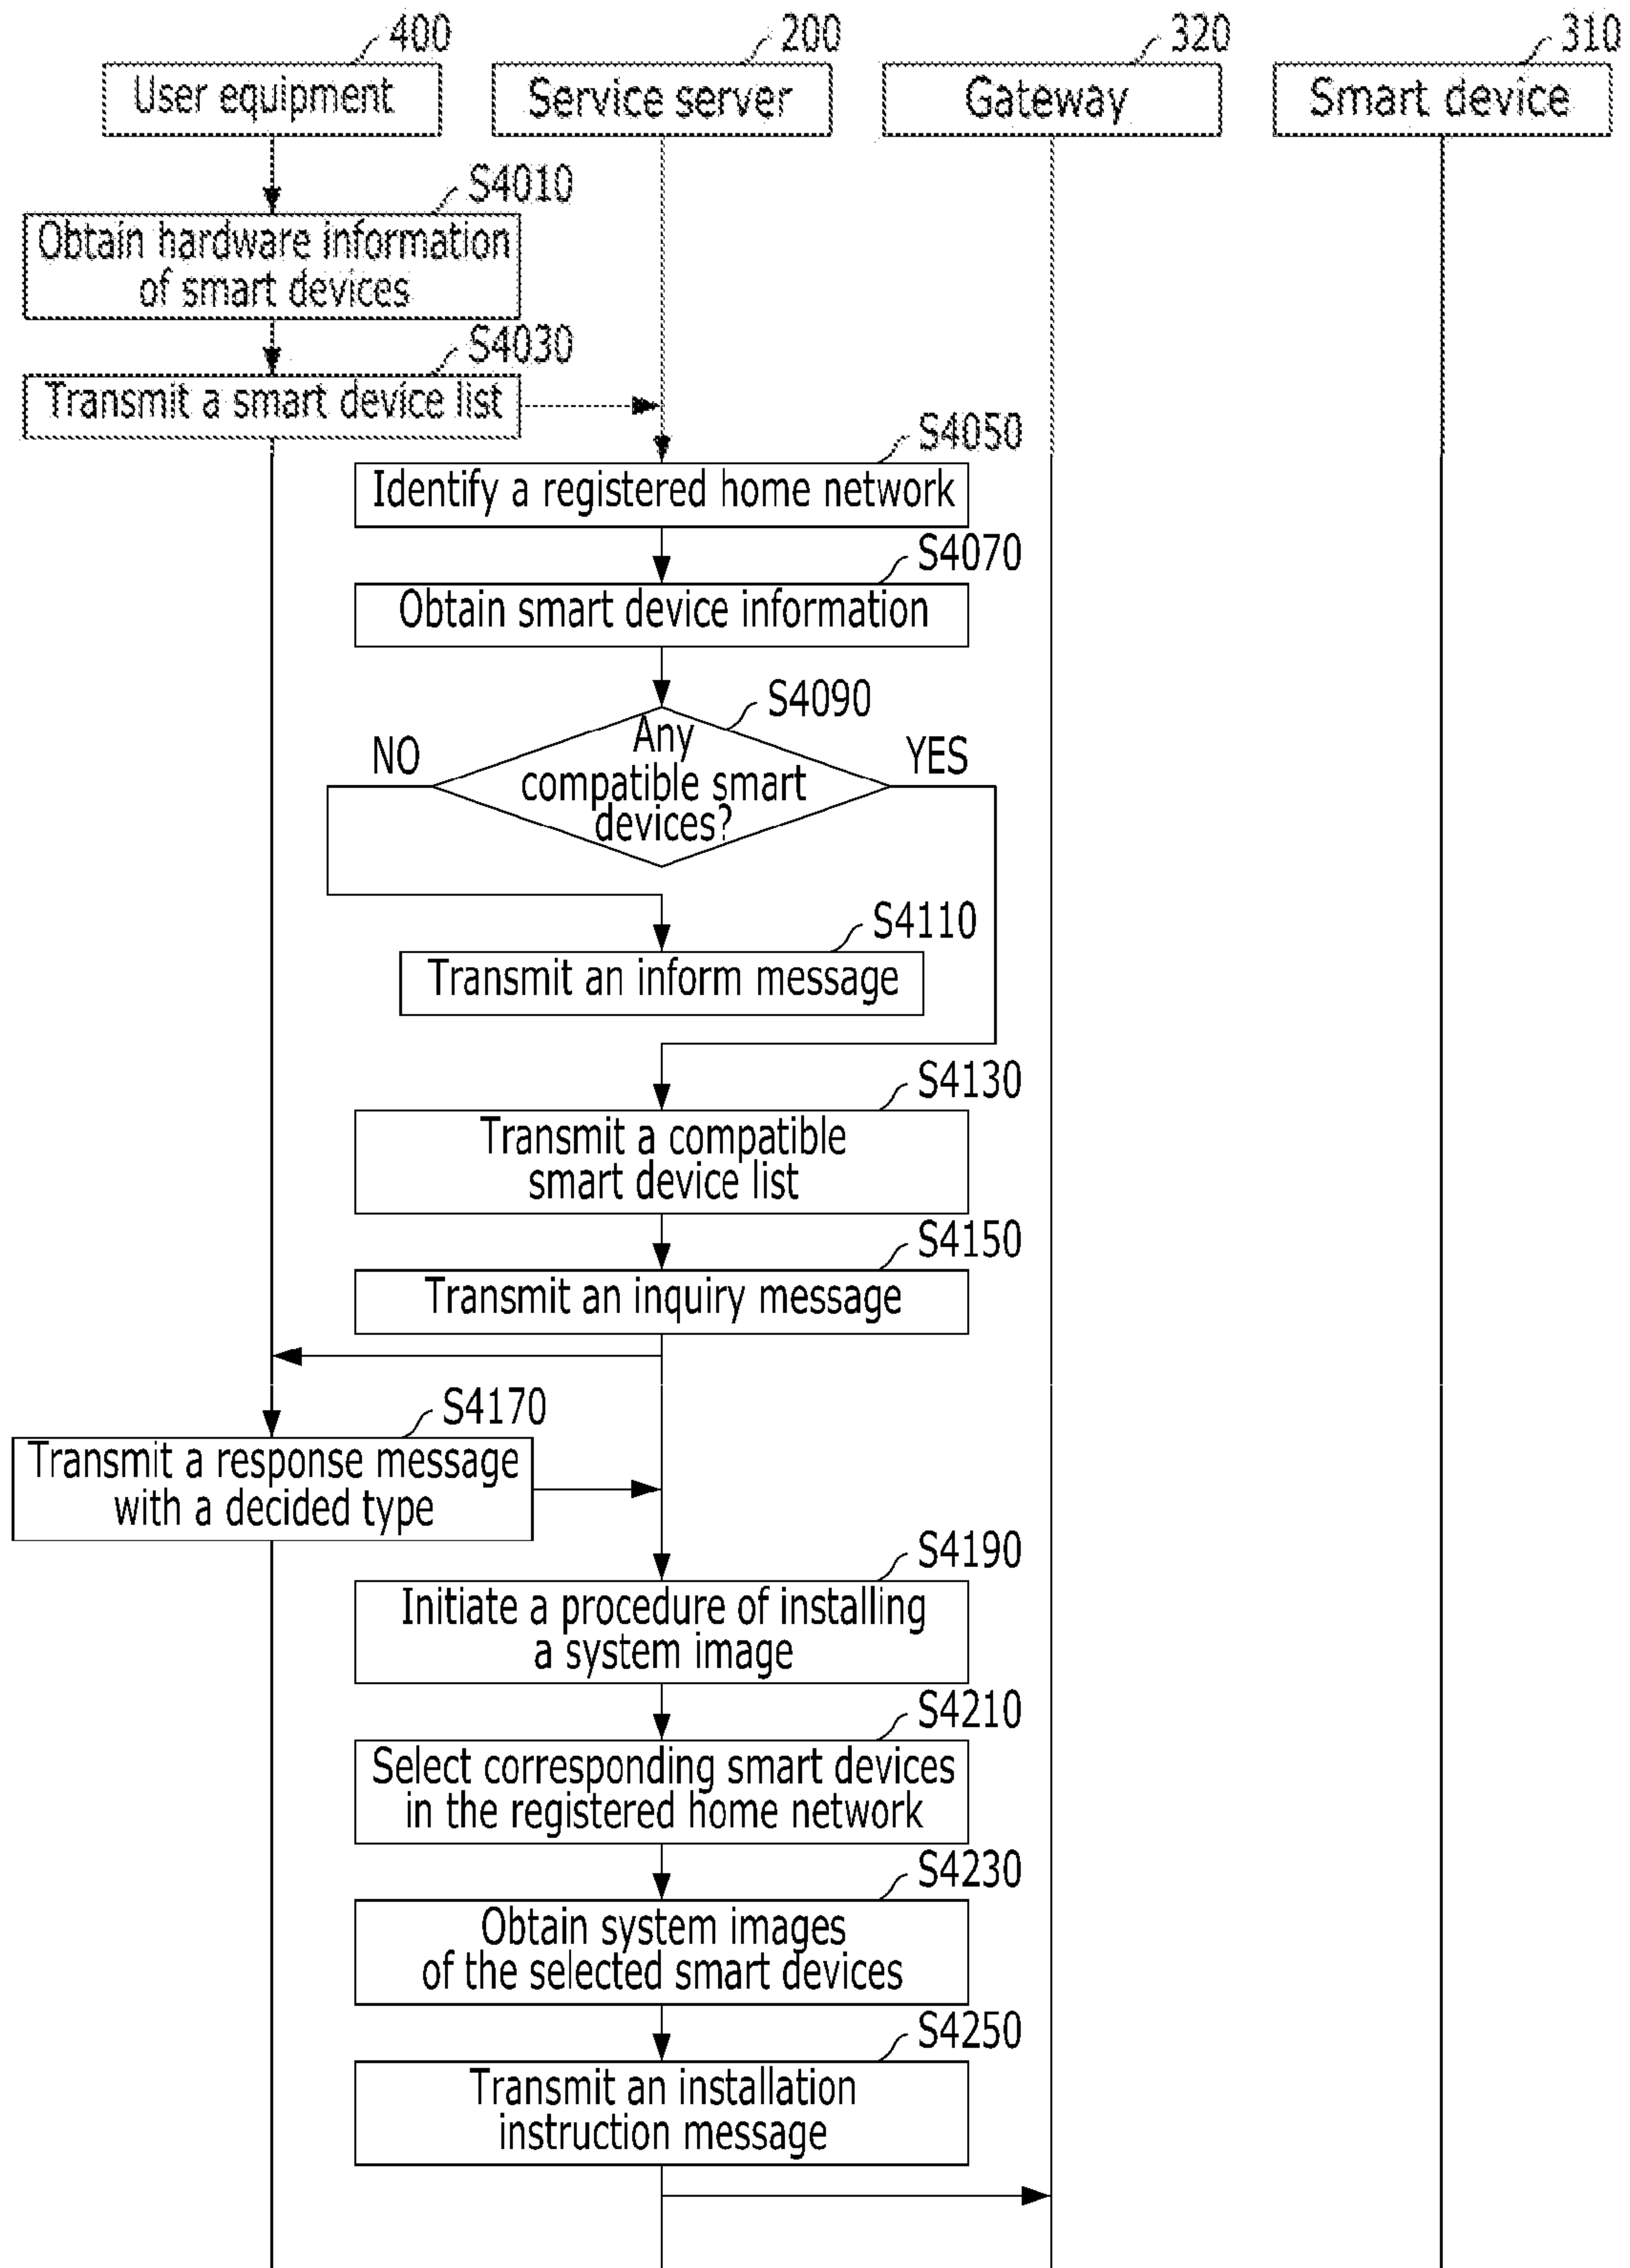 400
200
320
310
User equipment
Service server
Gateway
Smart device
S4010
Obtain hardware information
of smart devices
S4030
Transmit a smart device list
S4050
Identify a registered home network
S4070
Obtain smart device information
S4090
NO
Any
compatible smart
devices?
YES
S4110
Transmit an inform message
S4130
Transmit a compatible
smart device list
S4150
Transmit an inquiry message
S4170
Transmit a response message
with a decided type
S4190
Initiate a procedure of installing
a system image
S4210
Select corresponding smart devices
in the registered home network
S4230
Obtain system images
of the selected smart devices
S4250
Transmit an installation
instruction message